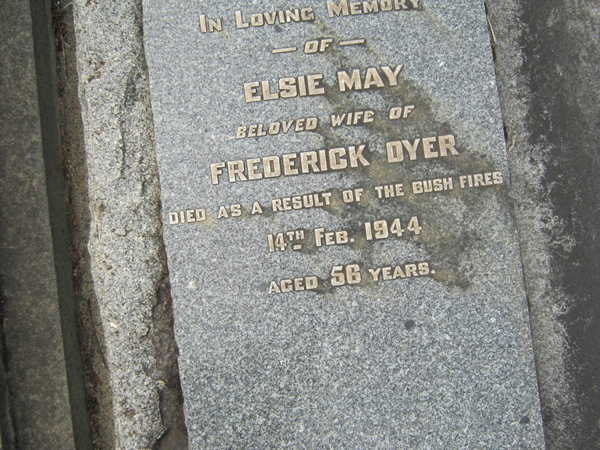 IN LOVING MEMORY
— OF —
ELSIE MAY
BELOVED WIFE OF
FREDERICK DYER
DIED AS A RESULT OF THE BUSH FIRES
14TH FEB. 1944
AGED 56 YEARS.